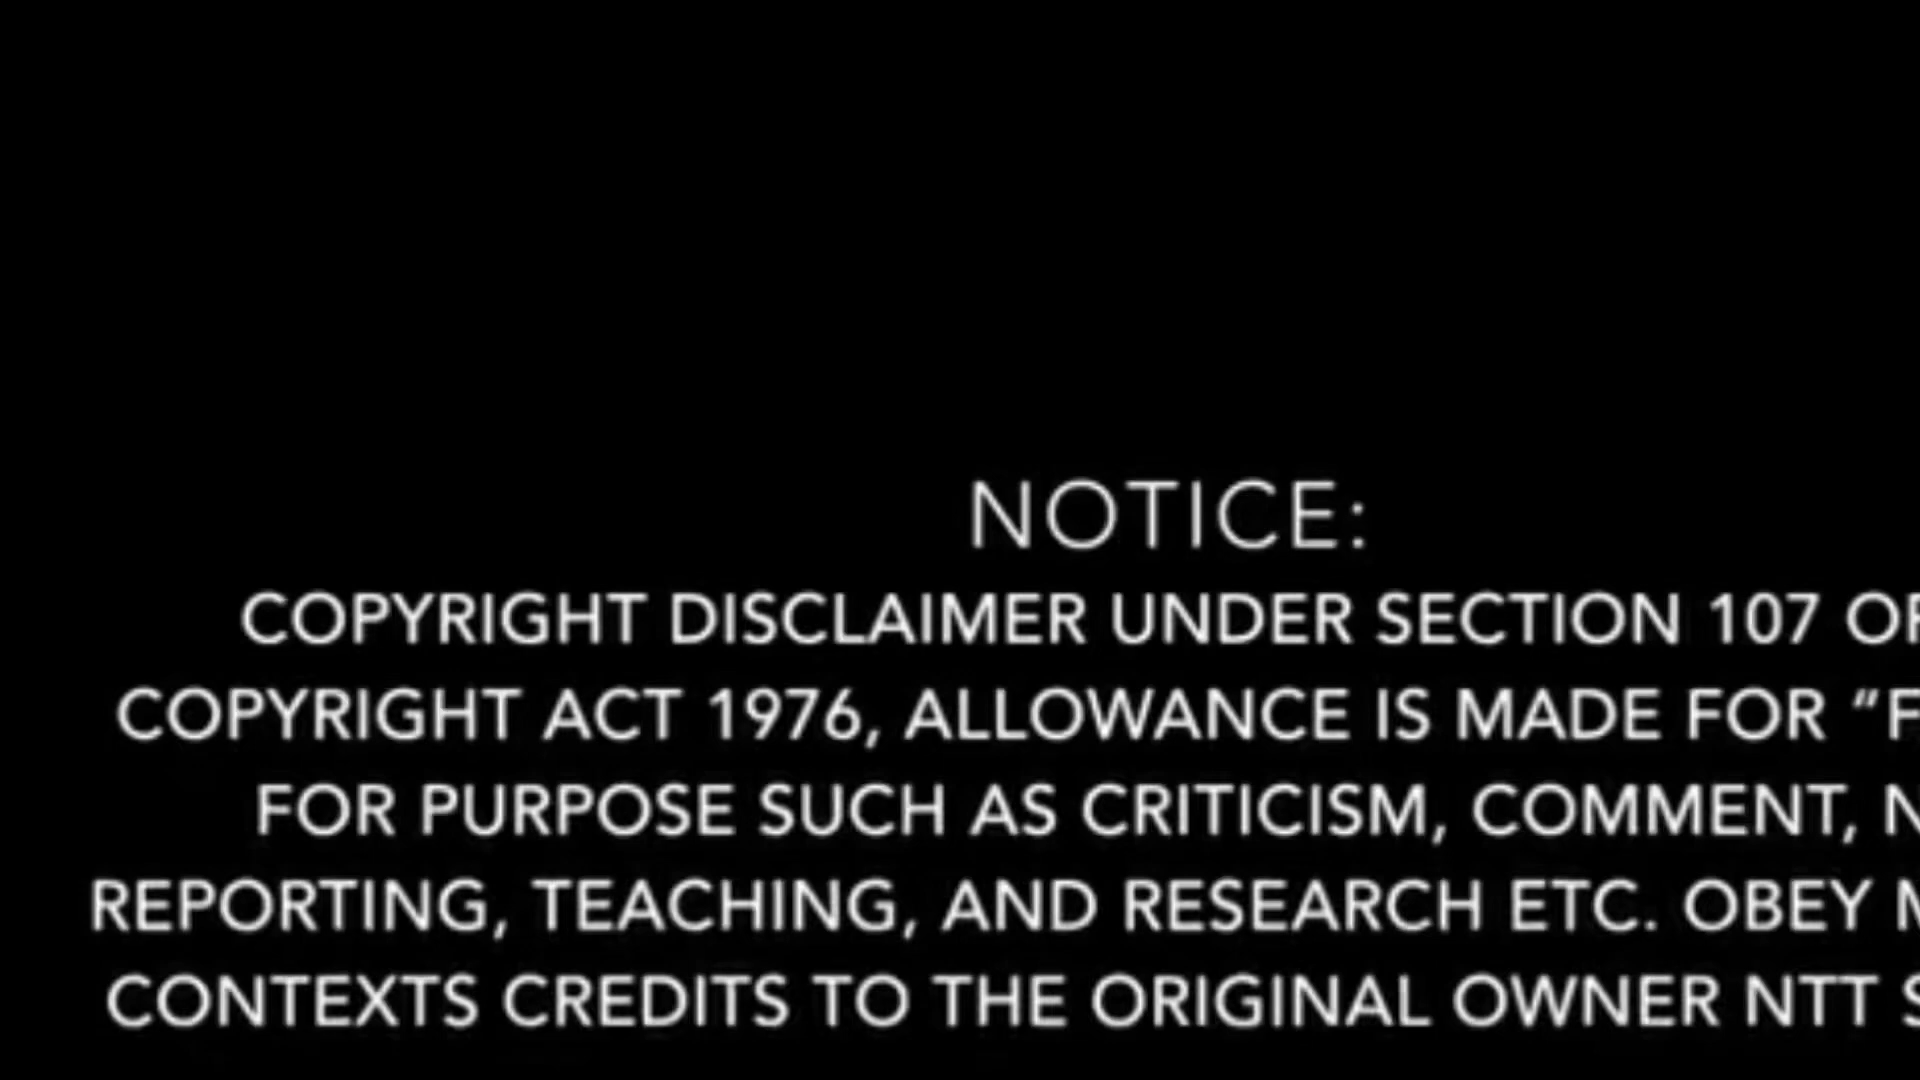 NOTICE:
COPYRIGHT DISCLAIMER UNDER SECTION 107 OF
COPYRIGHT ACT 1976, ALLOWANCE IS MADE FOR “F
FOR PURPOSE SUCH AS CRITICISM, COMMENT, N
REPORTING, TEACHING, AND RESEARCH ETC. OBEY M
CONTEXTS CREDITS TO THE ORIGINAL OWNER NTT S